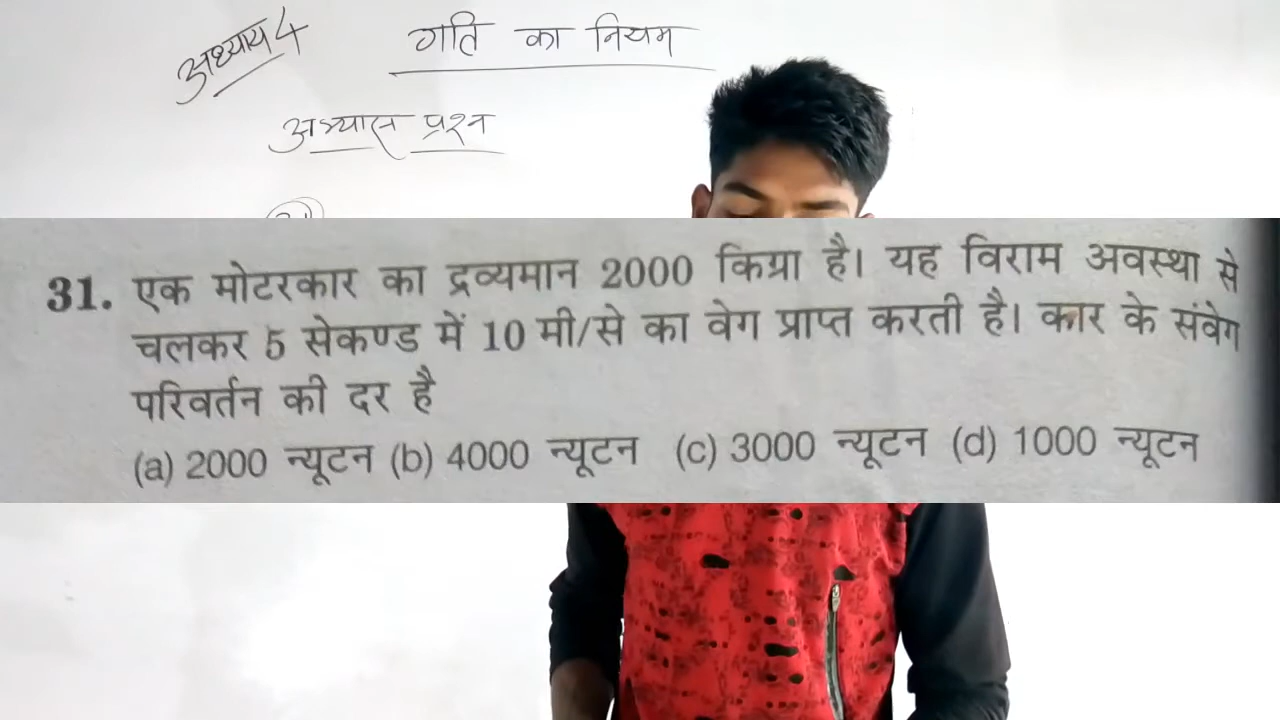 अध्याय 4
गति का नियम
अभ्यास प्रश्न
31. एक मोटरकार का द्रव्यमान 2000 किग्रा है। यह विराम अवस्था से
चलकर 5 सेकण्ड में 10 मी/से का वेग प्राप्त करती है। कार के संवेग
परिवर्तन की दर है
(a) 2000 न्यूटन (b) 4000 न्यूटन (c) 3000 न्यूटन (d) 1000 न्यूटन